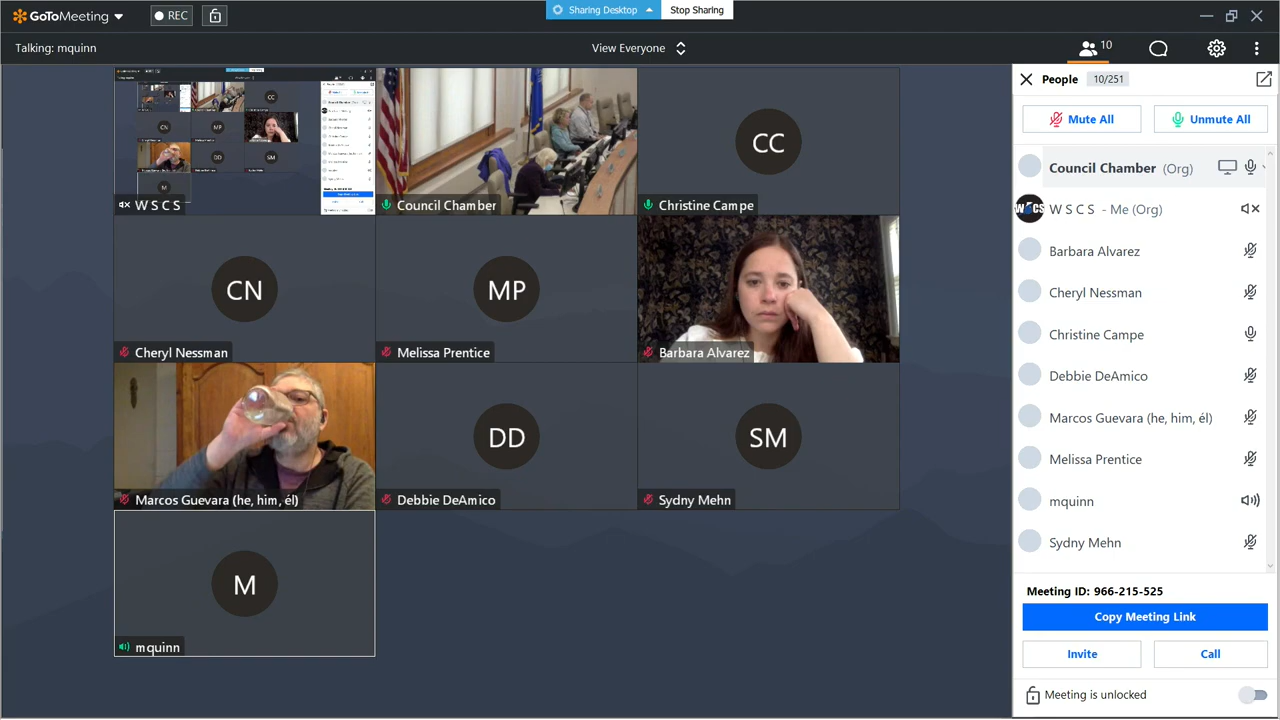 GoToMeeting
REC
Sharing Desktop
Stop Sharing
Talking: mquinn
View Everyone
10
People
10/251
Mute All
Unmute All
W S C S
Council Chamber
CC
Christine Campe
CN
Cheryl Nessman
MP
Melissa Prentice
Barbara Alvarez
Marcos Guevara (he, him, él)
DD
Debbie DeAmico
SM
Sydny Mehn
M
mquinn
Council Chamber (Org)
WSCS
W S C S - Me (Org)
Barbara Alvarez
Cheryl Nessman
Christine Campe
Debbie DeAmico
Marcos Guevara (he, him, él)
Melissa Prentice
mquinn
Sydny Mehn
Meeting ID: 966-215-525
Copy Meeting Link
Invite
Call
Meeting is unlocked